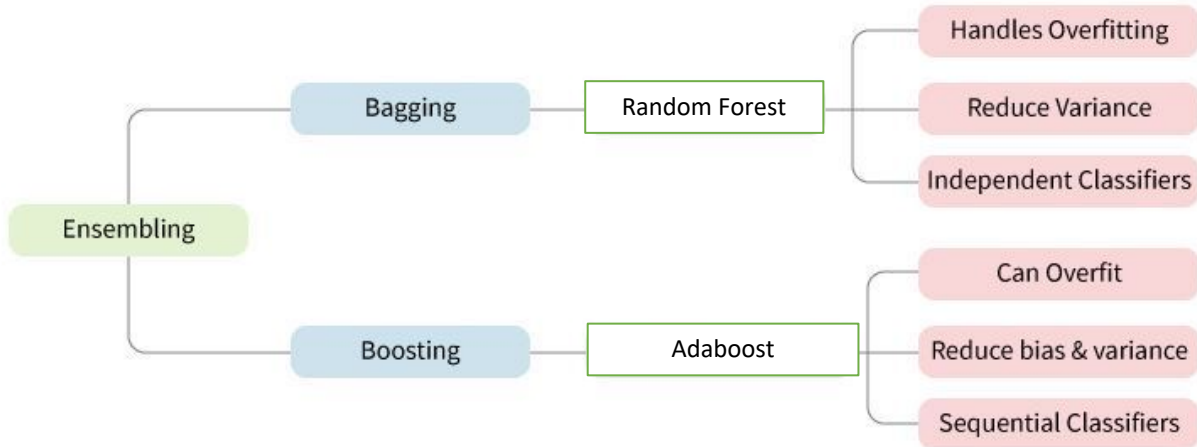 Handles Overfitting
Bagging
Random Forest
Reduce Variance
Independent Classifiers
Ensembling
Can Overfit
Boosting
Adaboost
Reduce bias & variance
Sequential Classifiers